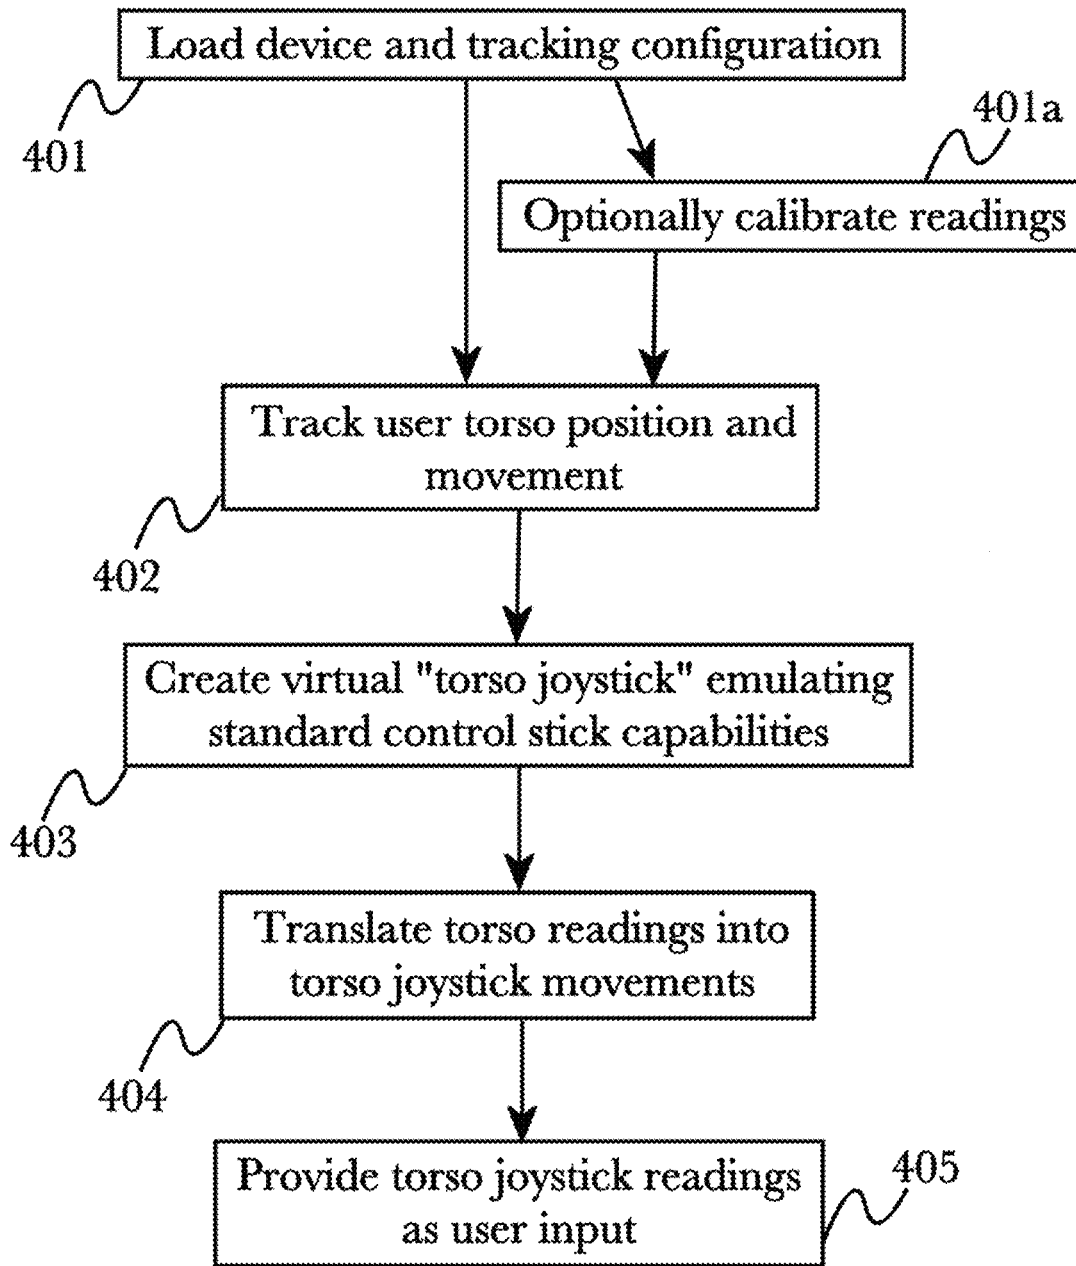 Load device and tracking configuration
401
401a
Optionally calibrate readings
Track user torso position and
movement
402
Create virtual "torso joystick" emulating
standard control stick capabilities
403
Translate torso readings into
torso joystick movements
404
Provide torso joystick readings
as user input
405